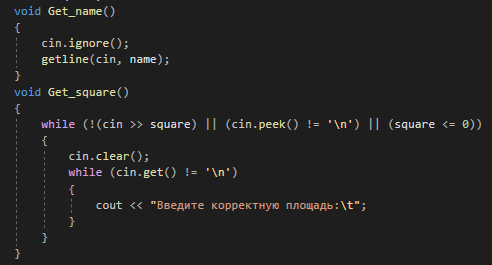 void Get_name()
{
    cin.ignore();
    getline(cin, name);
}
void Get_square()
{
    while (!(cin >> square) || (cin.peek() != '\n') || (square <= 0))
    {
        cin.clear();
        while (cin.get() != '\n')
        {
            cout << "Введите корректную площадь:\t";
        }
    }
}